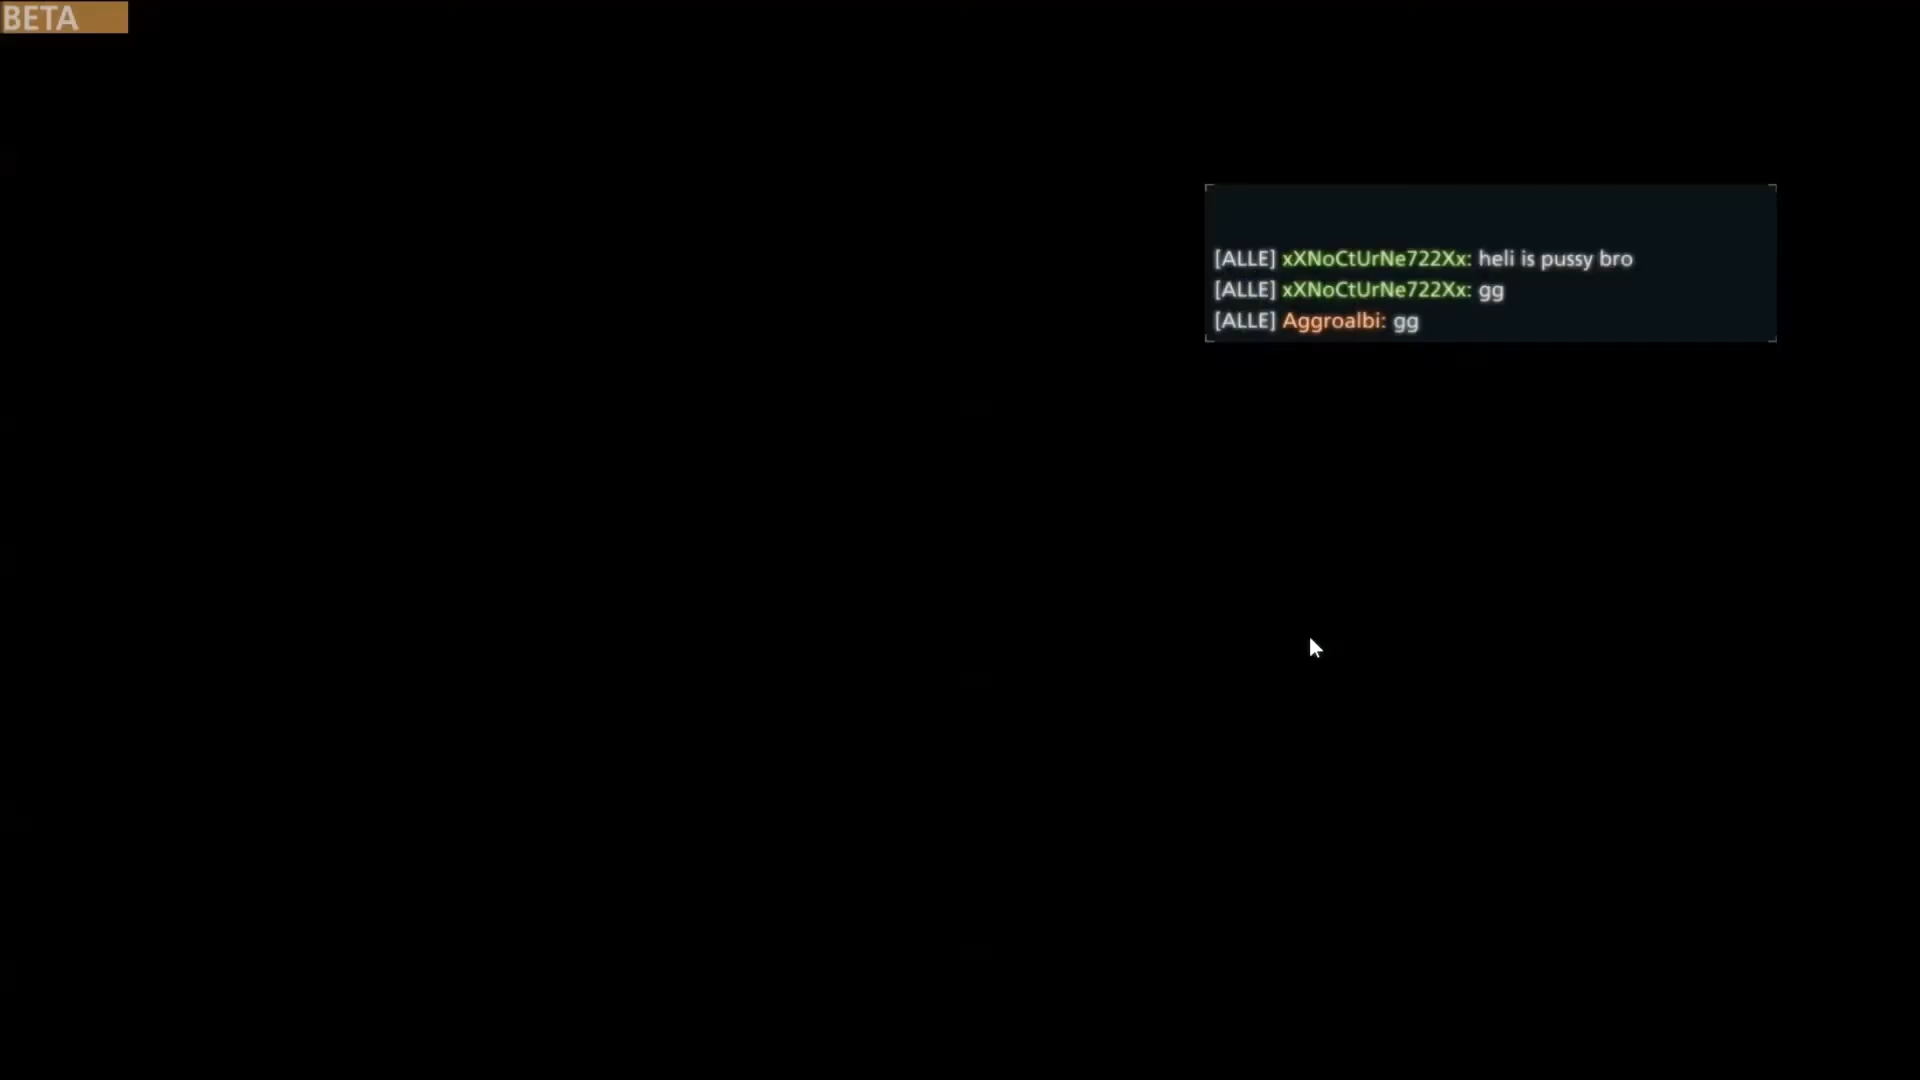 BETA
[ALLE] xXNoCtUrNe722Xx: heli is pussy bro
[ALLE] xXNoCtUrNe722Xx: gg
[ALLE] Aggroalbi: gg